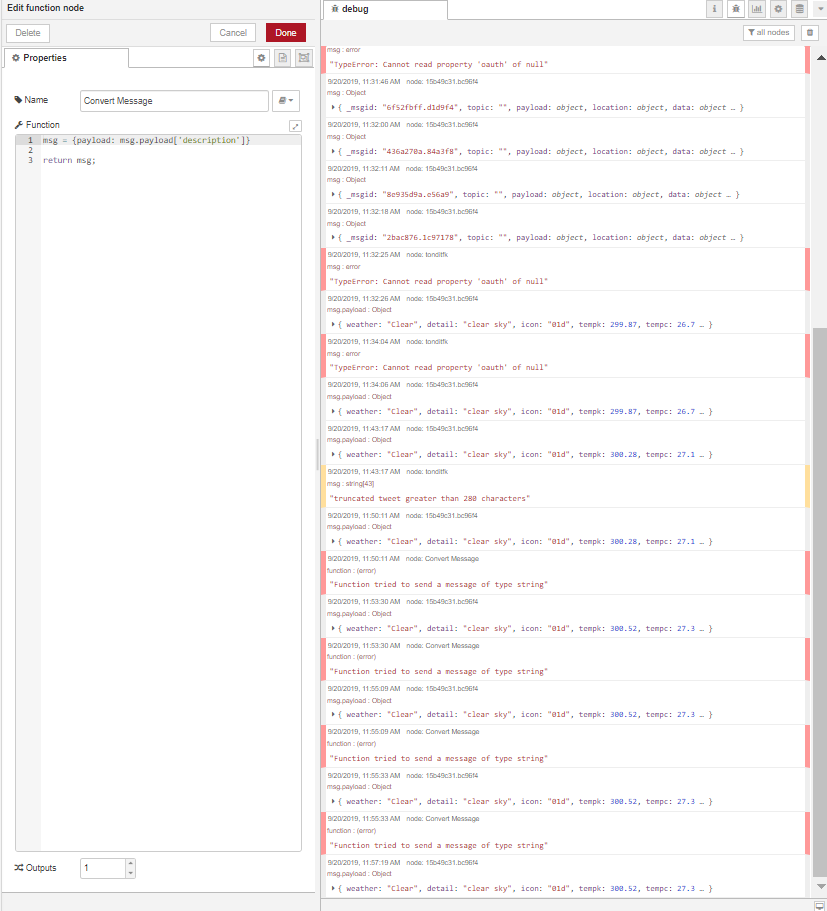 Edit function node
Delete
Cancel
Done
Properties
Name
Convert Message
Function
1 msg = {payload: msg.payload['description']}
2
3 return msg;
Outputs
1
debug
all nodes
msg : error
"TypeError: Cannot read property 'oauth' of null"
9/20/2019, 11:31:46 AM node: 15b49c31.bc96f4
msg : Object
{ _msgid: "6f52fbff.d1d9f4", topic: "", payload: object, location: object, data: object … }
9/20/2019, 11:32:00 AM node: 15b49c31.bc96f4
msg : Object
{ _msgid: "436a270a.84a3f8", topic: "", payload: object, location: object, data: object … }
9/20/2019, 11:32:11 AM node: 15b49c31.bc96f4
msg : Object
{ _msgid: "8e935d9a.e56a9", topic: "", payload: object, location: object, data: object … }
9/20/2019, 11:32:18 AM node: 15b49c31.bc96f4
msg : Object
{ _msgid: "2bac876.1c97178", topic: "", payload: object, location: object, data: object … }
9/20/2019, 11:32:25 AM node: tonditfk
msg : error
"TypeError: Cannot read property 'oauth' of null"
9/20/2019, 11:32:26 AM node: 15b49c31.bc96f4
msg.payload : Object
{ weather: "Clear", detail: "clear sky", icon: "01d", tempk: 299.87, tempc: 26.7 … }
9/20/2019, 11:34:04 AM node: tonditfk
msg : error
"TypeError: Cannot read property 'oauth' of null"
9/20/2019, 11:34:06 AM node: 15b49c31.bc96f4
msg.payload : Object
{ weather: "Clear", detail: "clear sky", icon: "01d", tempk: 299.87, tempc: 26.7 … }
9/20/2019, 11:43:17 AM node: 15b49c31.bc96f4
msg.payload : Object
{ weather: "Clear", detail: "clear sky", icon: "01d", tempk: 300.28, tempc: 27.1 … }
9/20/2019, 11:43:17 AM node: tonditfk
msg : string[43]
"truncated tweet greater than 280 characters"
9/20/2019, 11:50:11 AM node: 15b49c31.bc96f4
msg.payload : Object
{ weather: "Clear", detail: "clear sky", icon: "01d", tempk: 300.28, tempc: 27.1 … }
9/20/2019, 11:50:11 AM node: Convert Message
function : (error)
"Function tried to send a message of type string"
9/20/2019, 11:53:30 AM node: 15b49c31.bc96f4
msg.payload : Object
{ weather: "Clear", detail: "clear sky", icon: "01d", tempk: 300.52, tempc: 27.3 … }
9/20/2019, 11:53:30 AM node: Convert Message
function : (error)
"Function tried to send a message of type string"
9/20/2019, 11:55:09 AM node: 15b49c31.bc96f4
msg.payload : Object
{ weather: "Clear", detail: "clear sky", icon: "01d", tempk: 300.52, tempc: 27.3 … }
9/20/2019, 11:55:09 AM node: Convert Message
function : (error)
"Function tried to send a message of type string"
9/20/2019, 11:55:33 AM node: 15b49c31.bc96f4
msg.payload : Object
{ weather: "Clear", detail: "clear sky", icon: "01d", tempk: 300.52, tempc: 27.3 … }
9/20/2019, 11:55:33 AM node: Convert Message
function : (error)
"Function tried to send a message of type string"
9/20/2019, 11:57:19 AM node: 15b49c31.bc96f4
msg.payload : Object
{ weather: "Clear", detail: "clear sky", icon: "01d", tempk: 300.52, tempc: 27.3 … }